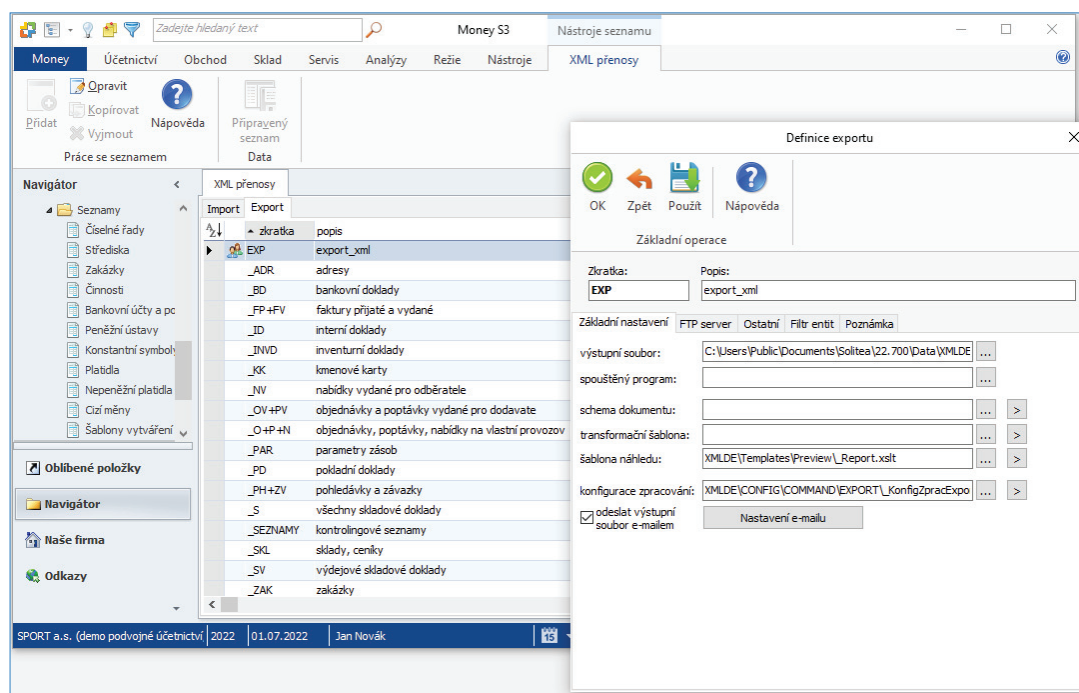 Zadejte hledaný text
Money S3
Nástroje seznamu
Money Účetnictví Obchod Sklad Servis Analýzy Režie Nástroje XML přenosy
Přidat
Opravit
Kopírovat
Vyjmout
Nápověda
Připravený seznam
Práce se seznamem
Data
Navigátor
Seznamy
Číselné řady
Střediska
Zakázky
Činnosti
Bankovní účty a po
Peněžní ústavy
Konstantní symboly
Platidla
Nepeněžní platidla
Cizí měny
Šablony vytváření
Oblíbené položky
Navigátor
Naše firma
Odkazy
XML přenosy
Import Export
zkratka popis
EXP export_xml
_ADR adresy
_BD bankovní doklady
_FP+FV faktury přijaté a vydané
_ID interní doklady
_INVD inventurní doklady
_KK kmenové karty
_NV nabídky vydané pro odběratele
_OV+PV objednávky a poptávky vydané pro dodavate
_O+P+N objednávky, poptávky, nabídky na vlastní provozov
_PAR parametry zásob
_PD pokladní doklady
_PH+ZV pohledávky a závazky
_S všechny skladové doklady
_SEZNAMY kontrolingové seznamy
_SKL sklady, ceníky
_SV výdejové skladové doklady
_ZAK zakázky
SPORT a.s. (demo podvojné účetnictví 2022 01.07.2022 Jan Novák 15
Definice exportu
OK Zpět Použít Nápověda
Základní operace
Zkratka: Popis:
EXP export_xml
Základní nastavení FTP server Ostatní Filtr entit Poznámka
výstupní soubor: C:\Users\Public\Documents\Solitea\22.700\Data\XMLDE ...
spouštěný program: ...
schema dokumentu: ... >
transformační šablona: ... >
šablona náhledu: XMLDE\Templates\Preview\_Report.xslt ... >
konfigurace zpracování: XMLDE\CONFIG\COMMAND\EXPORT\_KonfigZpracExpo ... >
odeslat výstupní
soubor e-mailem
Nastavení e-mailu